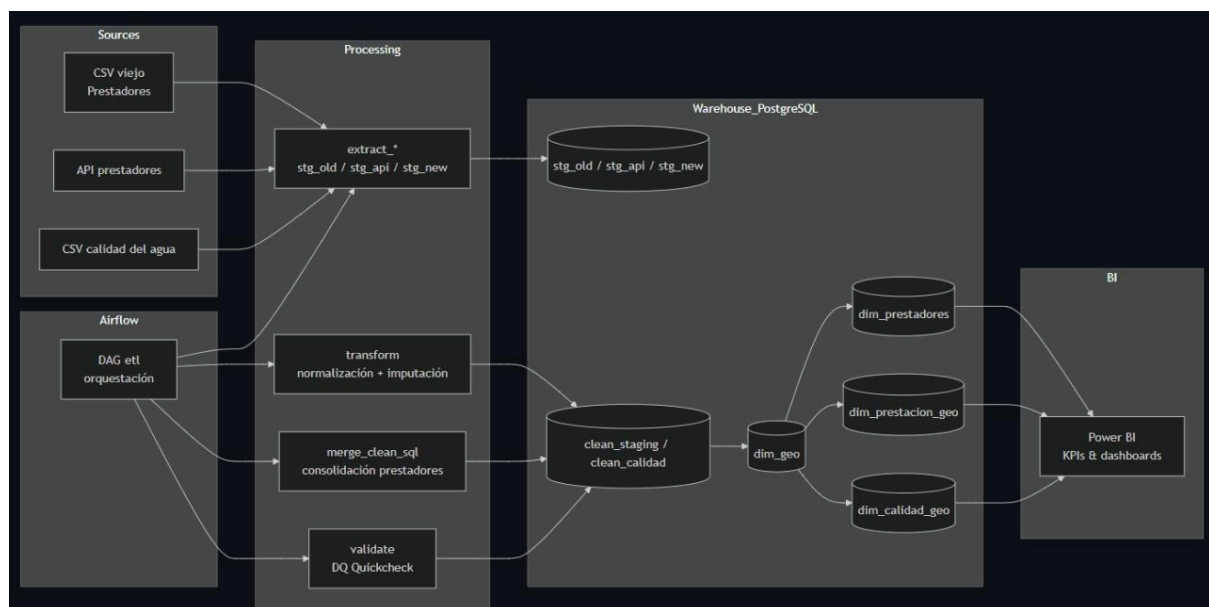 Sources
CSV viejo
Prestadores
API prestadores
CSV calidad del agua
Airflow
DAG etl
orquestación
Processing
extract_*
stg_old / stg_api / stg_new
transform
normalización + imputación
merge_clean_sql
consolidación prestadores
validate
DQ Quickcheck
Warehouse_PostgreSQL
stg_old / stg_api / stg_new
clean_staging /
clean_calidad
dim_geo
dim_prestadores
dim_prestacion_geo
dim_calidad_geo
BI
Power BI
KPIs & dashboards